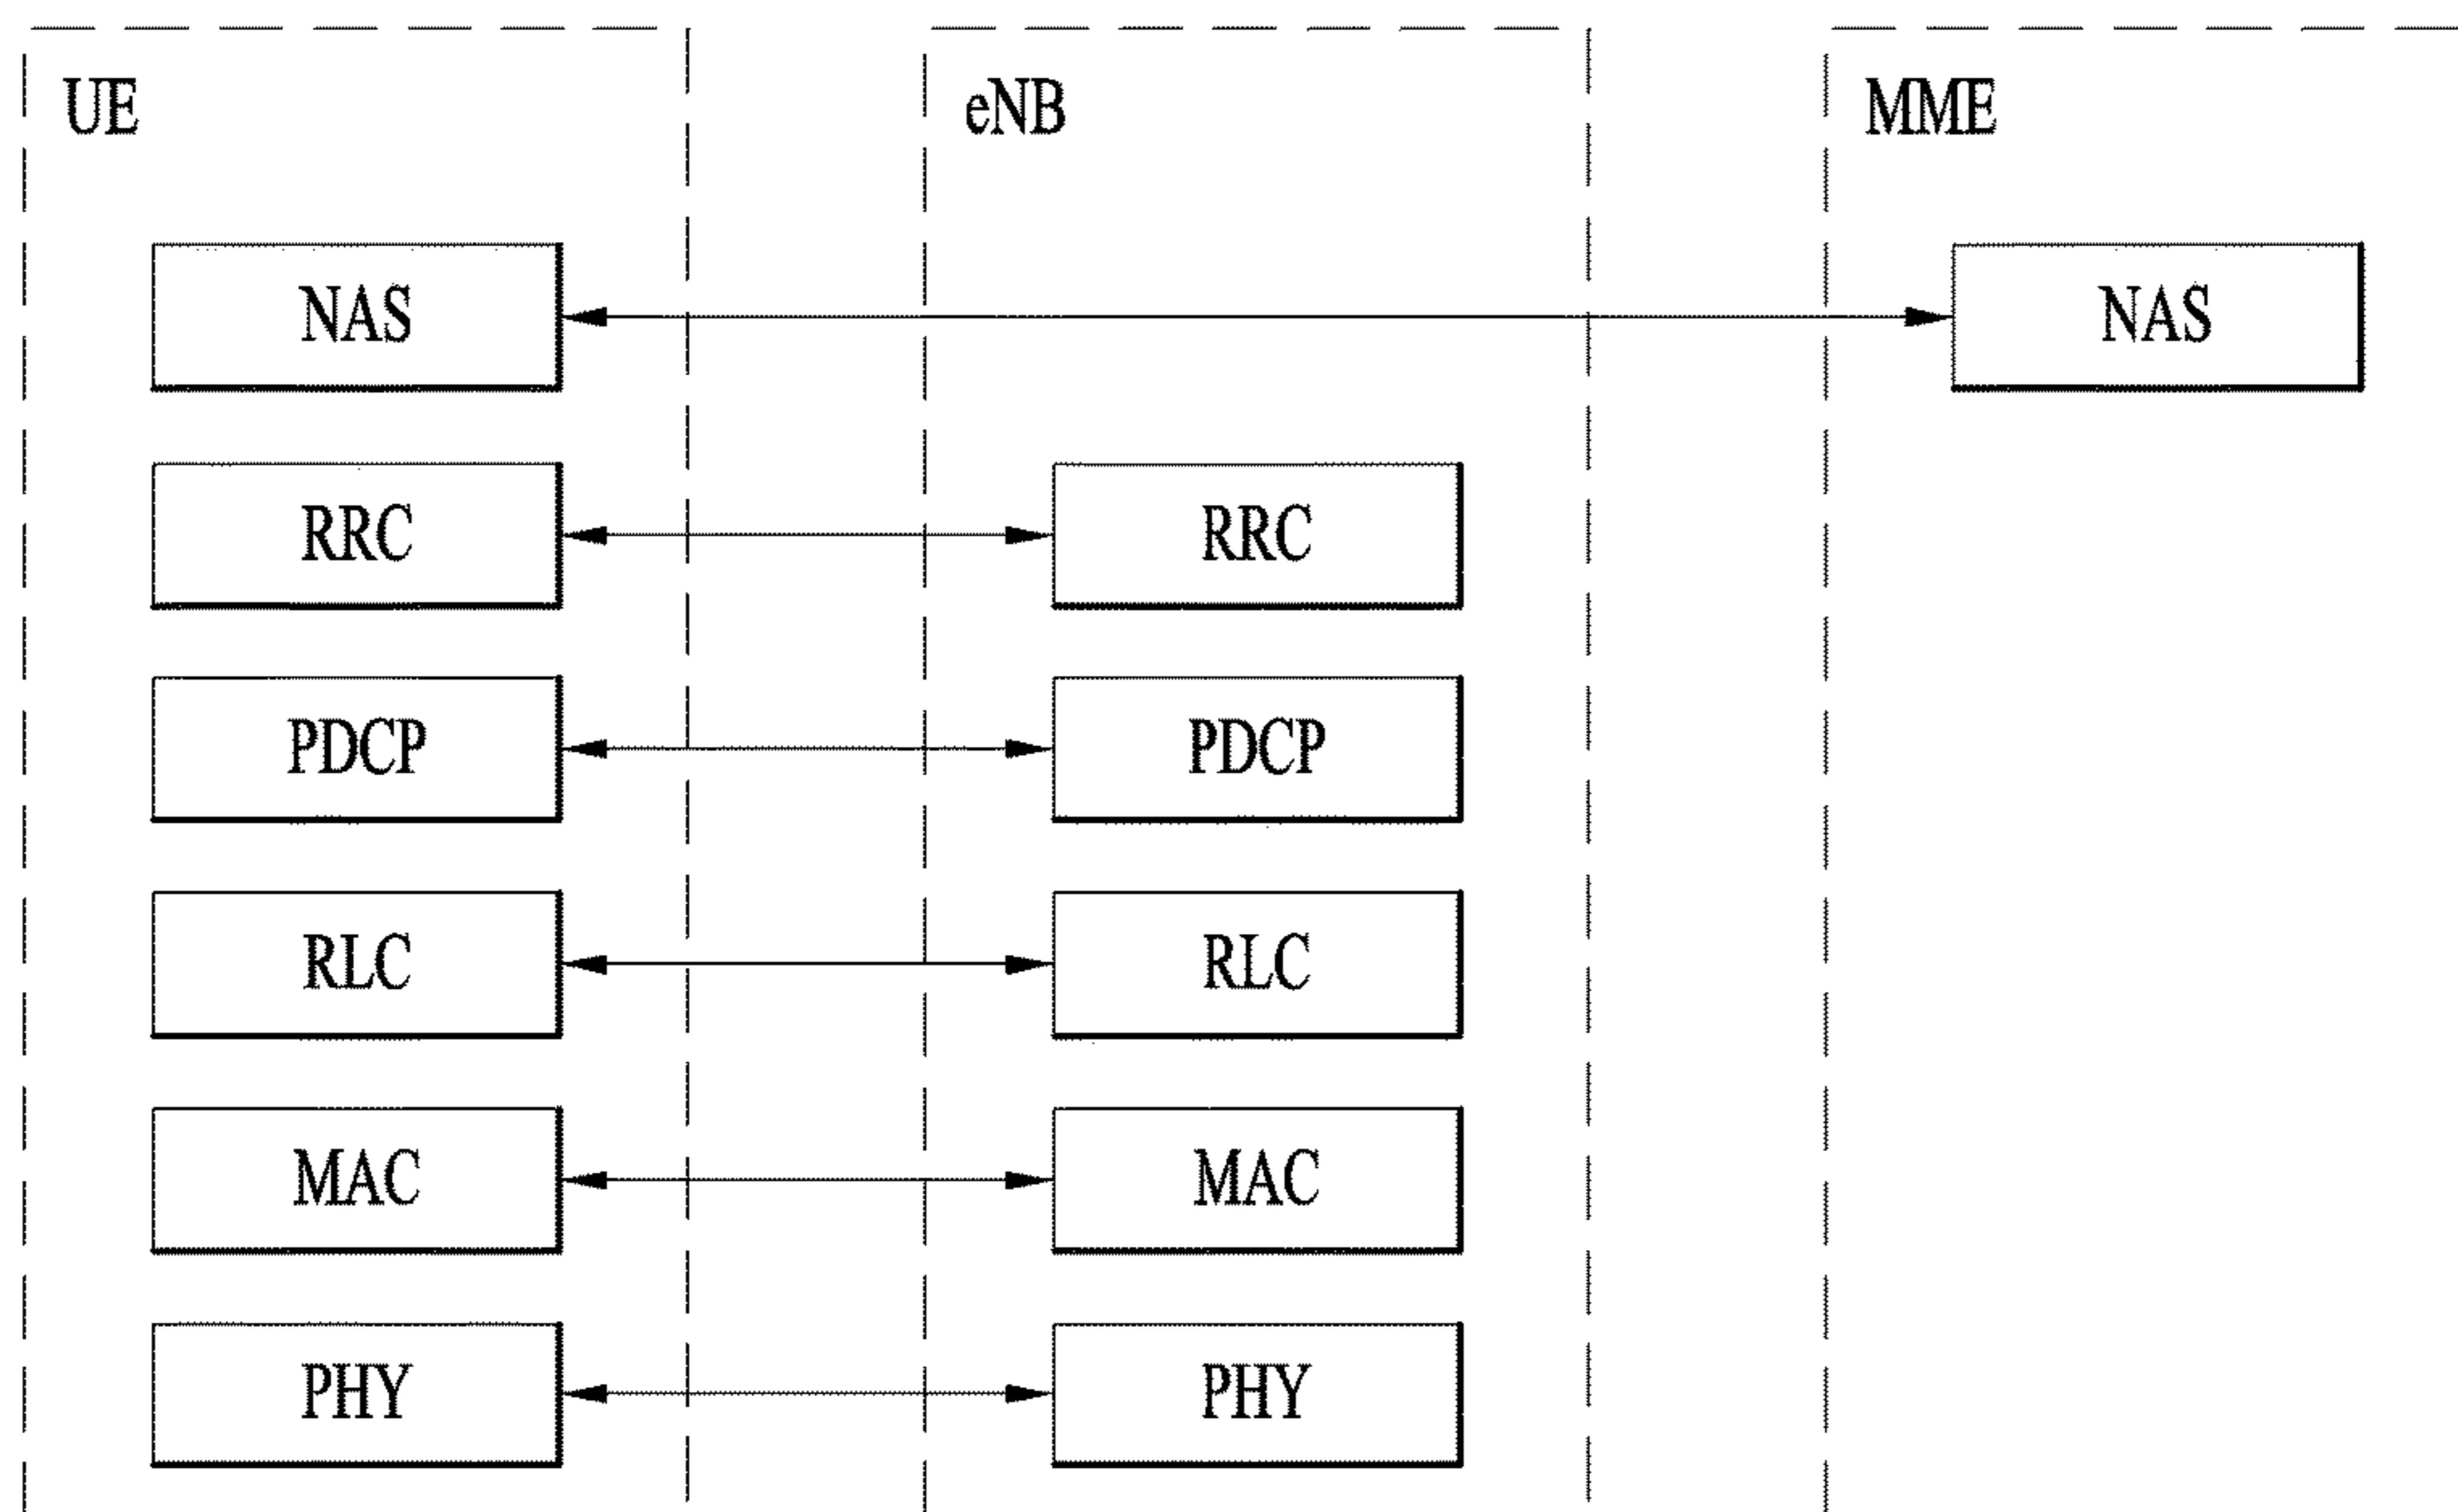 UE eNB MME
NAS NAS
RRC RRC
PDCP PDCP
RLC RLC
MAC MAC
PHY PHY